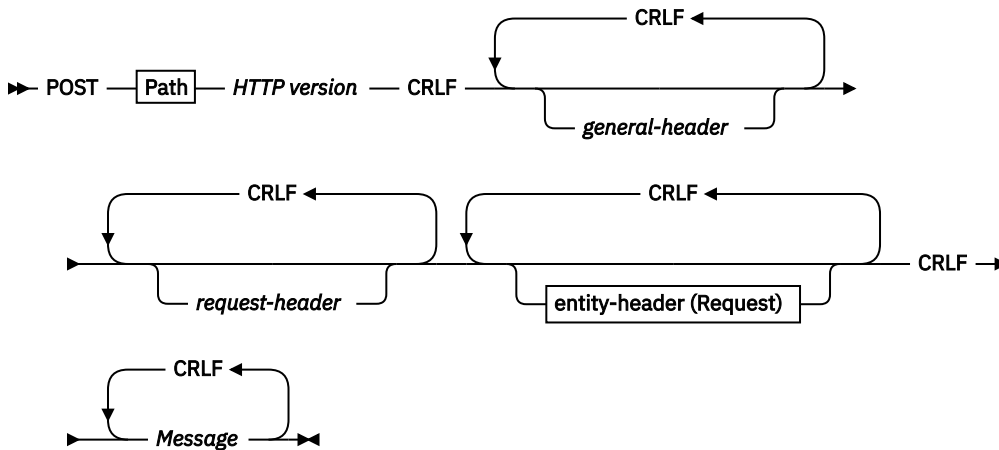 CRLF
POST Path HTTP version CRLF
general-header
CRLF CRLF
request-header entity-header (Request) CRLF
CRLF
Message